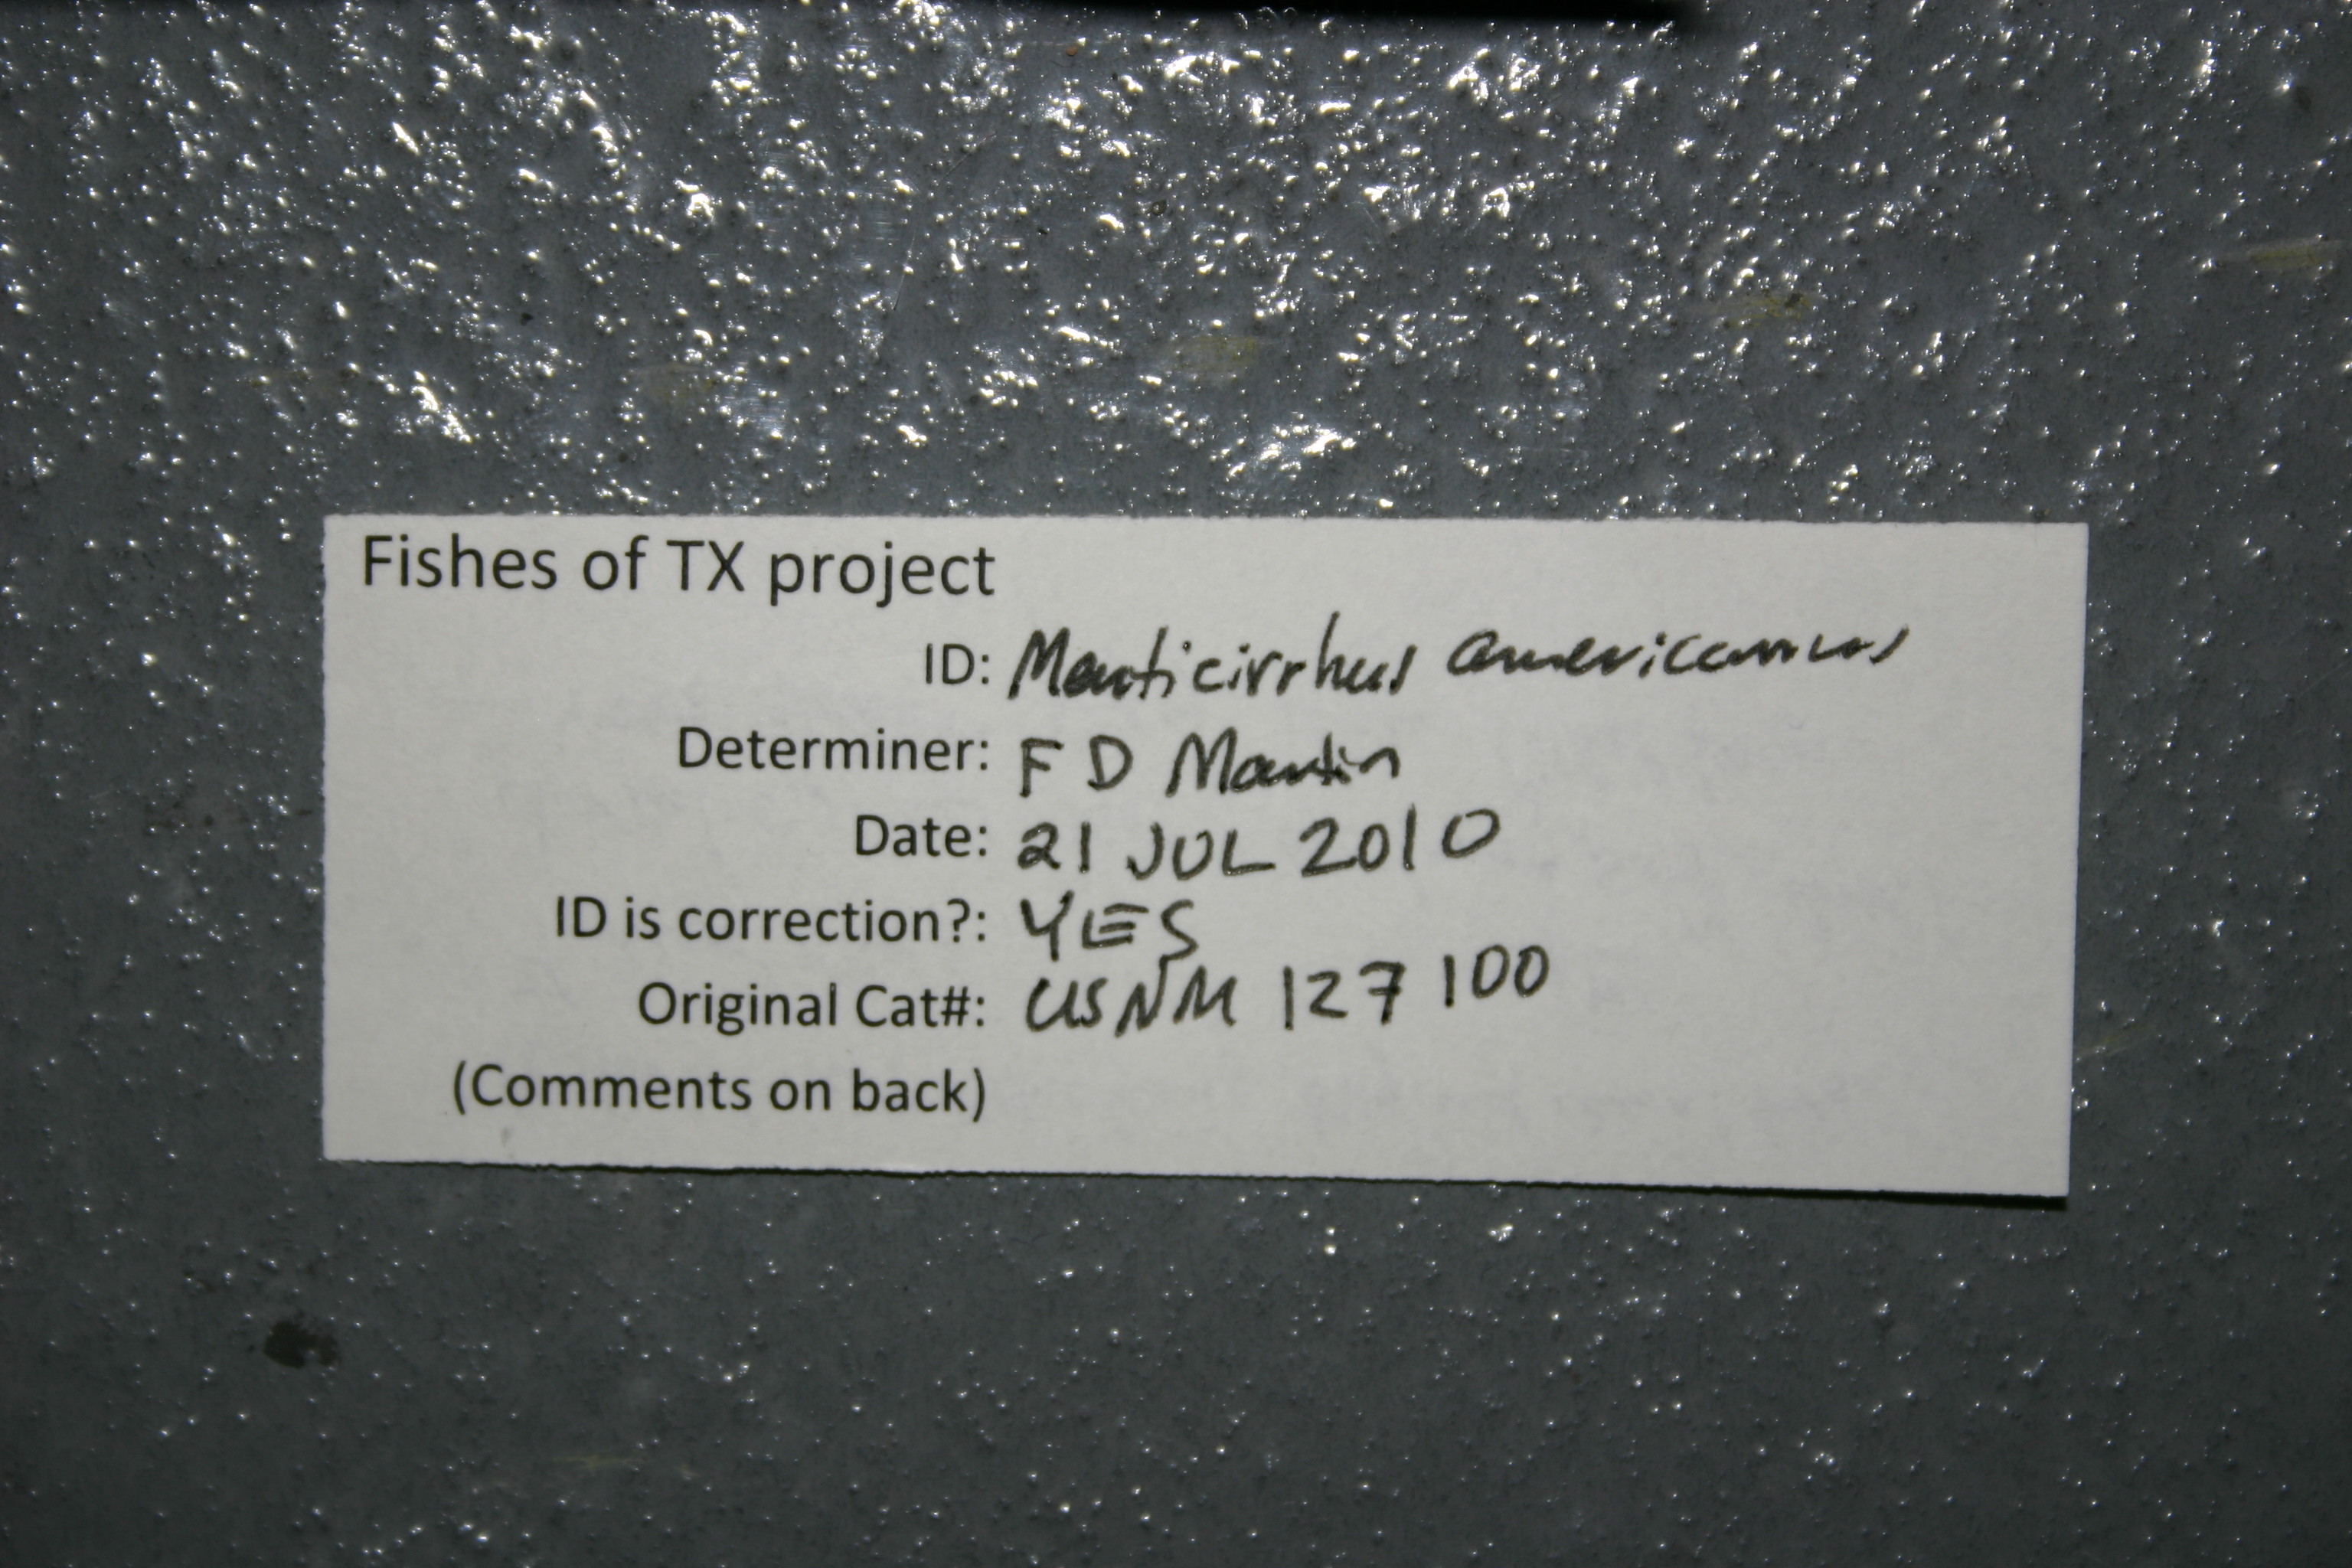 Fishes of TX project
ID: Menticirrhus americanus
Determiner: F D Martin
Date: 21 JUL 2010
ID is correction?: YES
Original Cat#: USNM 127100
(Comments on back)